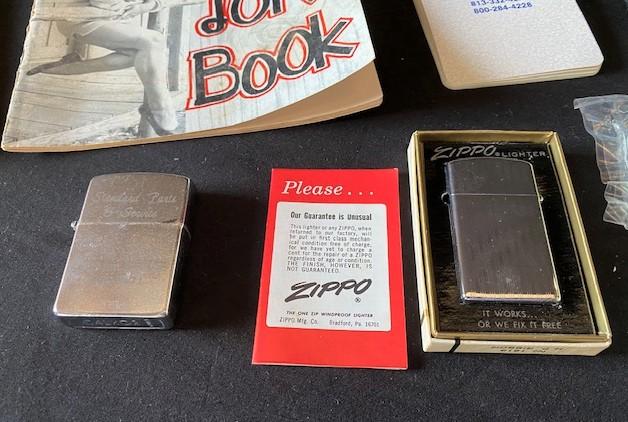 Book
800-284-4228
Standard Parts
& Service
Please...
Our Guarantee is Unusual
This lighter or any ZIPPO, when
returned to our factory, will
be put in first class mechan-
ical condition free of charge,
for we have yet to charge a
cent for the repair of a ZIPPO
regardless of age or condition.
THE FINISH, HOWEVER, IS
NOT GUARANTEED.
ZIPPO®
THE ONE ZIP WINDPROOF LIGHTER
ZIPPO Mfg. Co. Bradford, Pa. 16701
ZIPPO LIGHTER
IT WORKS...
OR WE FIX IT FREE